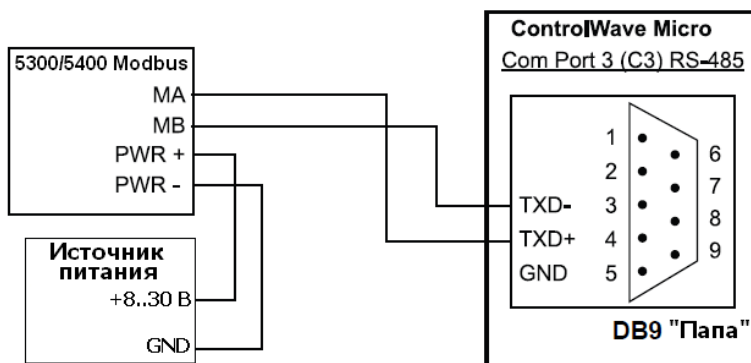 5300/5400 Modbus
MA
MB
PWR +
PWR -
Источник
питания
+8..30 В
GND
ControlWave Micro
Com Port 3 (C3) RS-485
TXD-
TXD+
GND
1
2
3
4
5
6
7
8
9
DB9 "Папа"